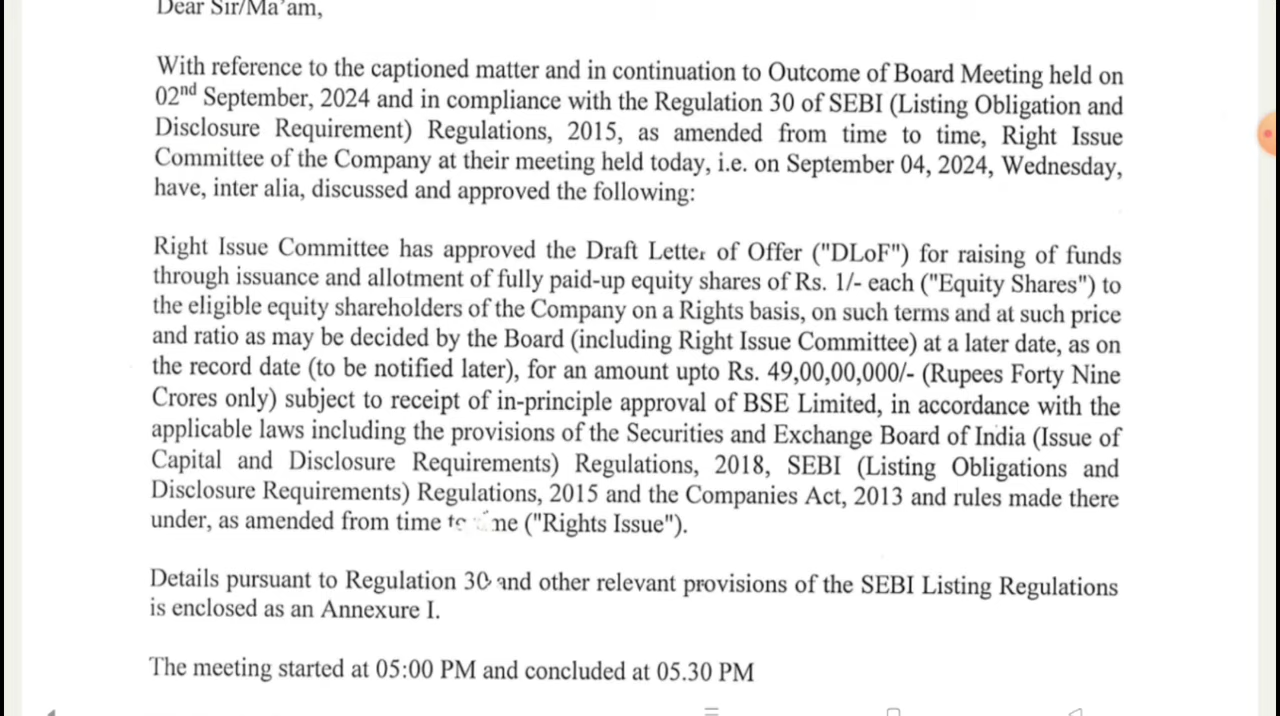 Dear Sir/Ma'am,
With reference to the captioned matter and in continuation to Outcome of Board Meeting held on
02nd September, 2024 and in compliance with the Regulation 30 of SEBI (Listing Obligation and
Disclosure Requirement) Regulations, 2015, as amended from time to time, Right Issue
Committee of the Company at their meeting held today, i.e. on September 04, 2024, Wednesday,
have, inter alia, discussed and approved the following:
Right Issue Committee has approved the Draft Letter of Offer ("DLoF") for raising of funds
through issuance and allotment of fully paid-up equity shares of Rs. 1/- each ("Equity Shares") to
the eligible equity shareholders of the Company on a Rights basis, on such terms and at such price
and ratio as may be decided by the Board (including Right Issue Committee) at a later date, as on
the record date (to be notified later), for an amount upto Rs. 49,00,00,000/- (Rupees Forty Nine
Crores only) subject to receipt of in-principle approval of BSE Limited, in accordance with the
applicable laws including the provisions of the Securities and Exchange Board of India (Issue of
Capital and Disclosure Requirements) Regulations, 2018, SEBI (Listing Obligations and
Disclosure Requirements) Regulations, 2015 and the Companies Act, 2013 and rules made there
under, as amended from time to time ("Rights Issue").
Details pursuant to Regulation 30 and other relevant provisions of the SEBI Listing Regulations
is enclosed as an Annexure I.
The meeting started at 05:00 PM and concluded at 05.30 PM